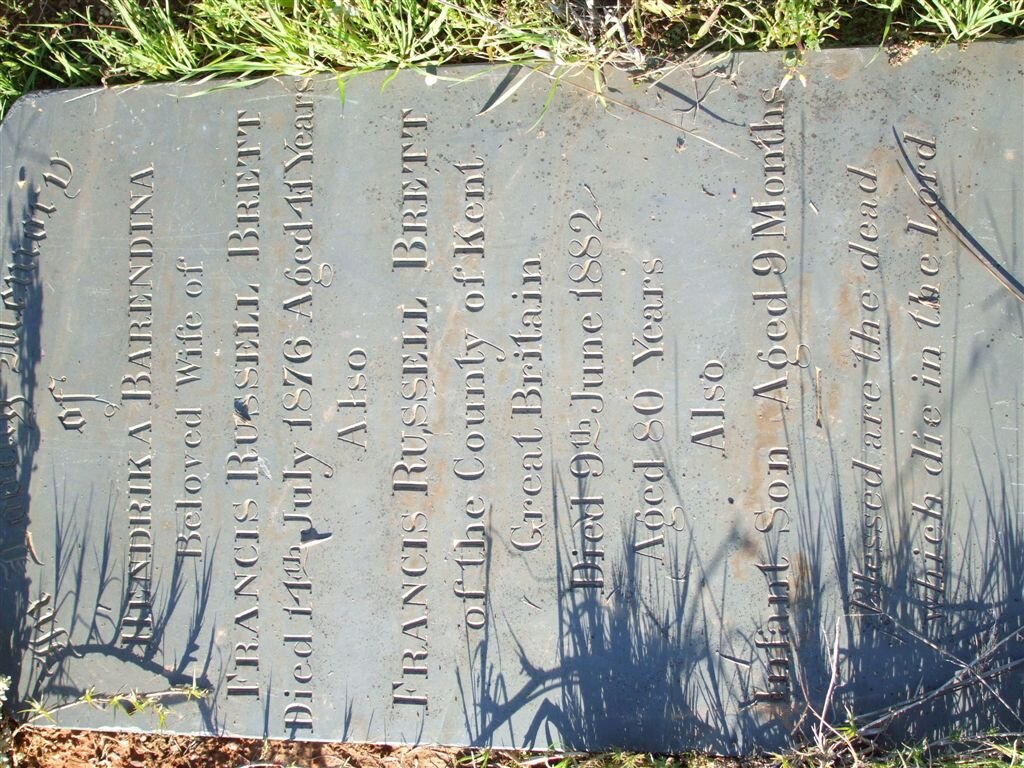 In Loving Memory
of
HENDRIKA BARENDINA
Beloved Wife of
FRANCIS RUSSELL BRETT
Died 14th July 1876 Aged 41 Years
Also
FRANCIS RUSSELL BRETT
of the County of Kent
Great Britain
Died 9th June 1882
Aged 80 Years
Also
Infant Son Aged 9 Months
Blessed are the dead
which die in the Lord